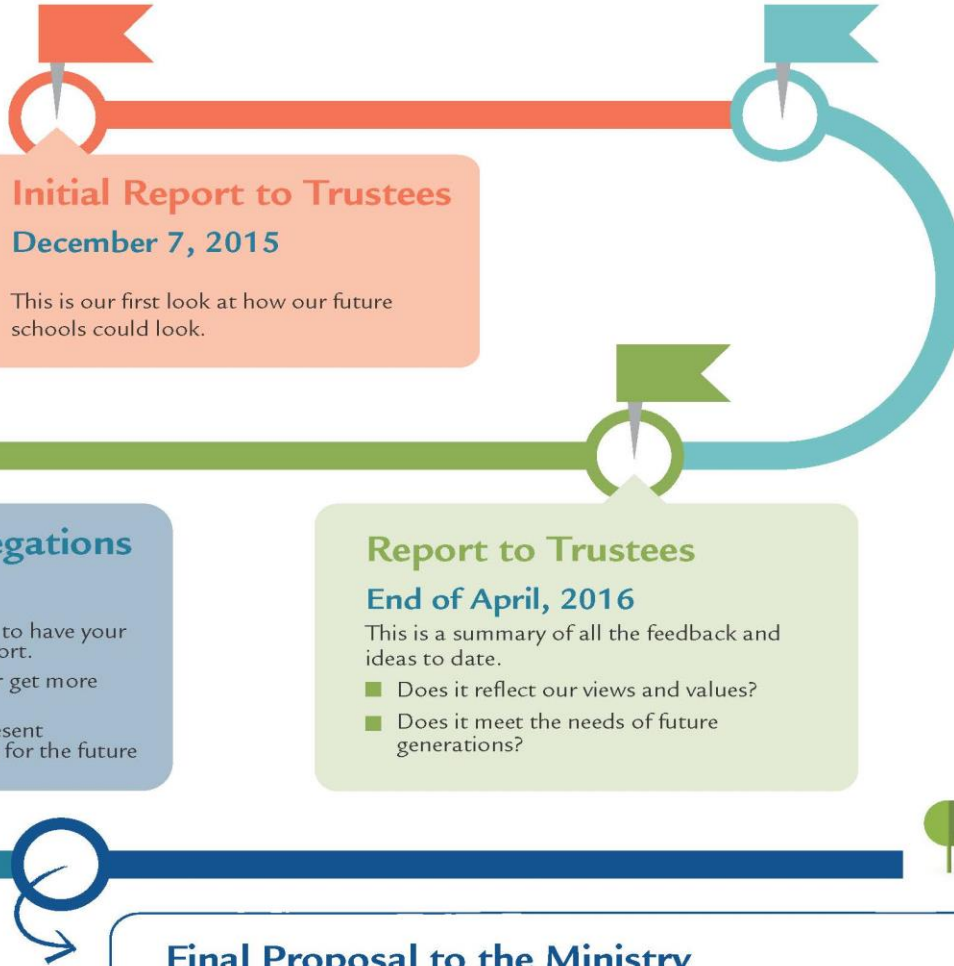 Initial Report to Trustees
December 7, 2015
This is our first look at how our future
schools could look.
egations
to have your
ort.
r get more
esent
for the future
Report to Trustees
End of April, 2016
This is a summary of all the feedback and
ideas to date.
Does it reflect our views and values?
Does it meet the needs of future
generations?
Final Proposal to the Ministry